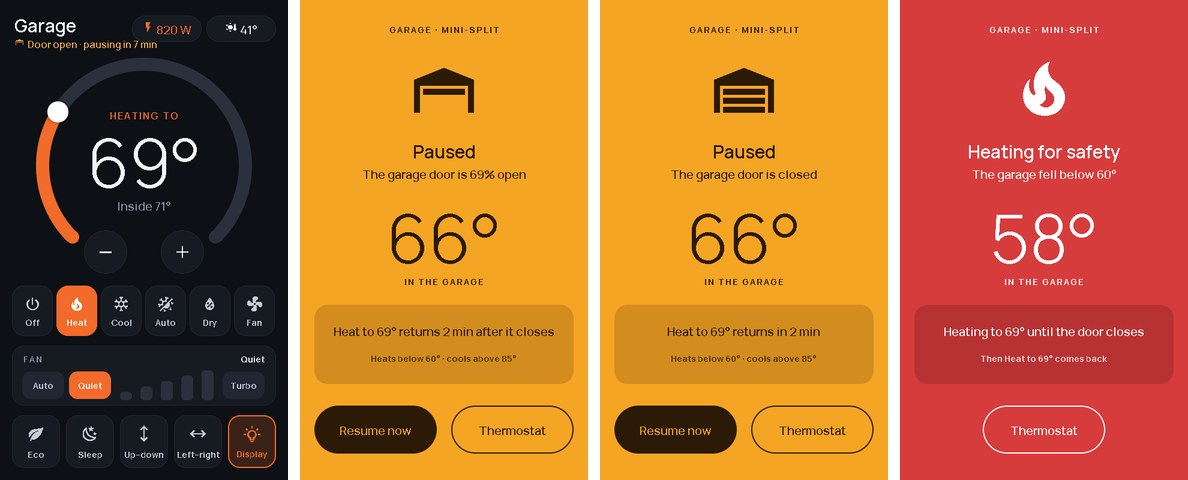 Garage
820 W
41°
Door open · pausing in 7 min
HEATING TO
69°
Inside 71°
Off
Heat
Cool
Auto
Dry
Fan
FAN
Quiet
Auto
Quiet
Turbo
Eco
Sleep
Up-down
Left-right
Display
GARAGE · MINI-SPLIT
Paused
The garage door is 69% open
66°
IN THE GARAGE
Heat to 69° returns 2 min after it closes
Heats below 60° · cools above 85°
Resume now
Thermostat
GARAGE · MINI-SPLIT
Paused
The garage door is closed
66°
IN THE GARAGE
Heat to 69° returns in 2 min
Heats below 60° · cools above 85°
Resume now
Thermostat
GARAGE · MINI-SPLIT
Heating for safety
The garage fell below 60°
58°
IN THE GARAGE
Heating to 69° until the door closes
Then Heat to 69° comes back
Thermostat